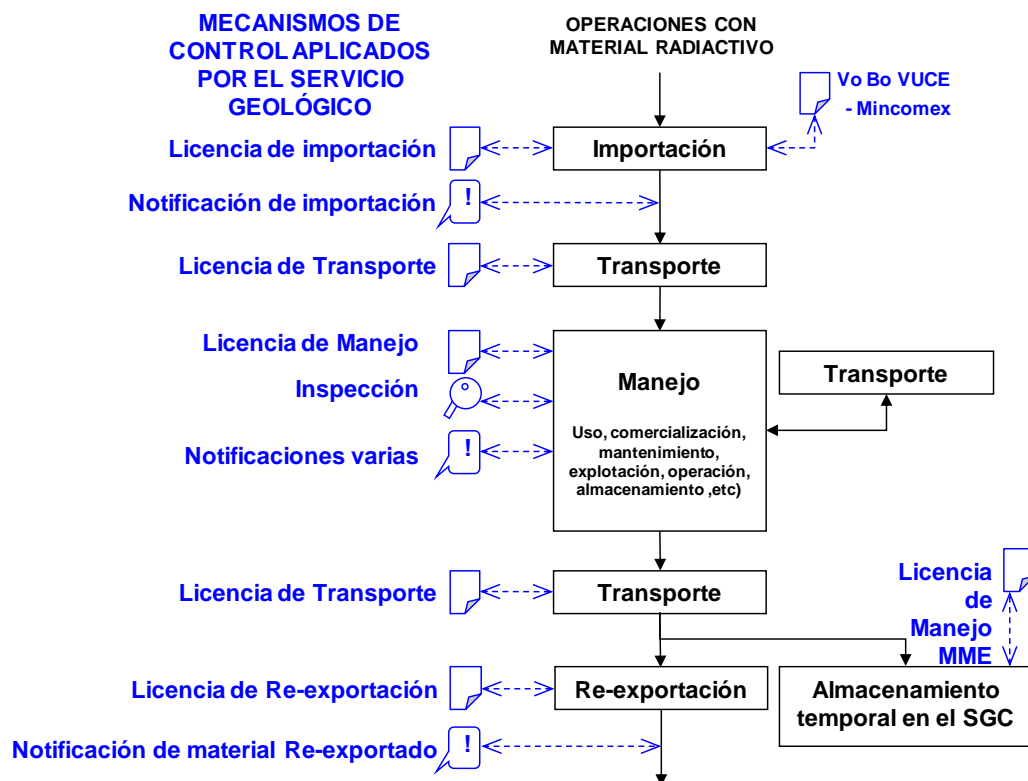 MECANISMOS DE
CONTROL APLICADOS
POR EL SERVICIO
GEOLÓGICO
OPERACIONES CON
MATERIAL RADIACTIVO
Vo Bo VUCE
- Mincomex
Licencia de importación
Importación
Notificación de importación
!
Licencia de Transporte
Transporte
Licencia de Manejo
Inspección
Notificaciones varias
!
Manejo
Uso, comercialización,
mantenimiento,
explotación, operación,
almacenamiento ,etc)
Transporte
Licencia de Transporte
Transporte
Licencia
de
Manejo
MME
Licencia de Re-exportación
Re-exportación
Almacenamiento
temporal en el SGC
Notificación de material Re-exportado
!